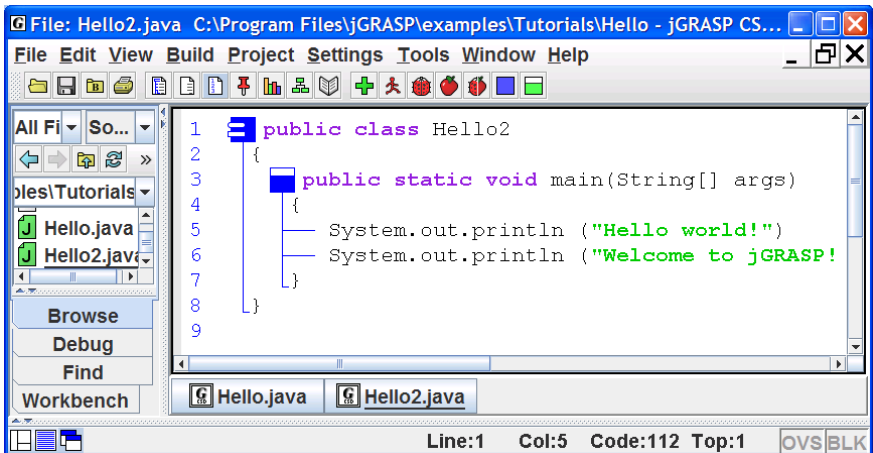 File: Hello2.java C:\Program Files\jGRASP\examples\Tutorials\Hello - jGRASP CS...
File Edit View Build Project Settings Tools Window Help
All Fi So...
»
ples\Tutorials
Hello.java
Hello2.java
Browse
Debug
Find
Workbench
1 public class Hello2
2 {
3 public static void main(String[] args)
4 {
5 System.out.println ("Hello world!")
6 System.out.println ("Welcome to jGRASP!
7 }
8 }
9
Hello.java Hello2.java
Line:1 Col:5 Code:112 Top:1 OVS BLK